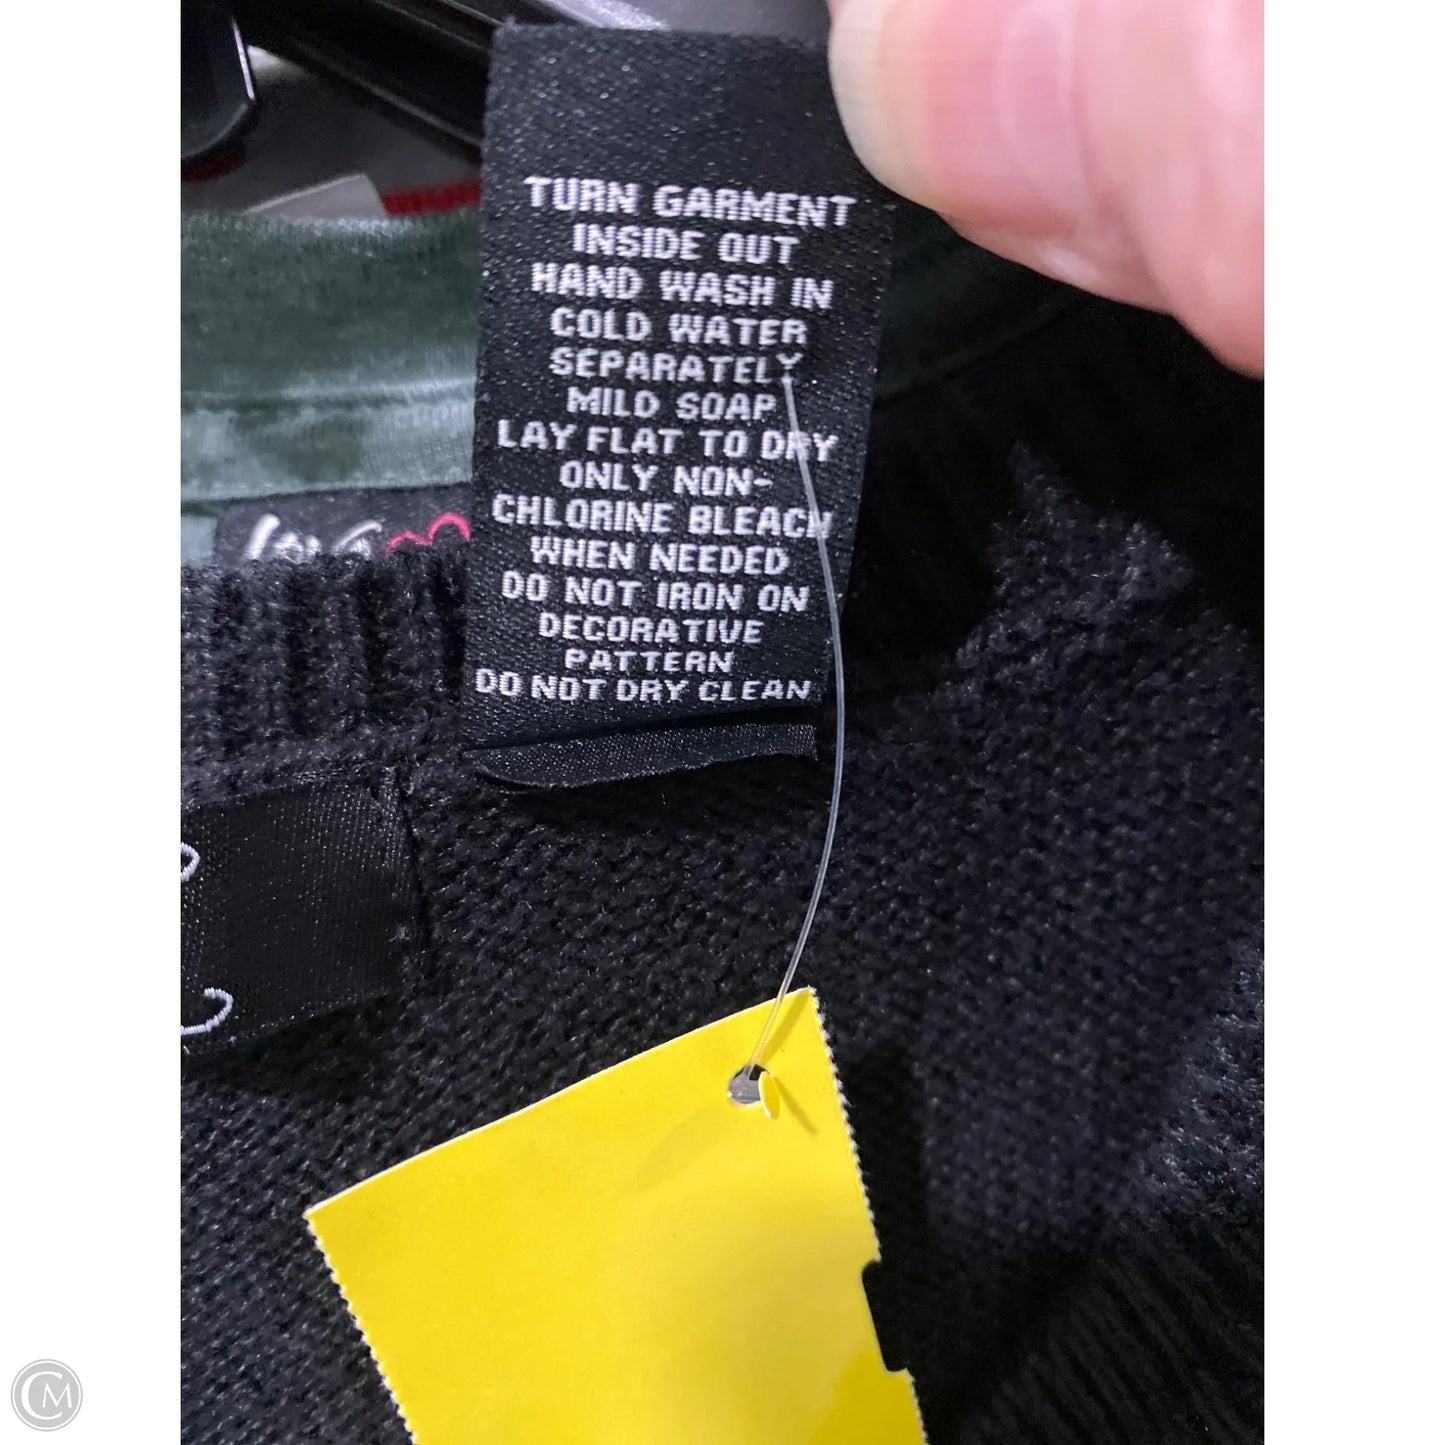 TURN GARMENT
INSIDE OUT
HAND WASH IN
COLD WATER
SEPARATELY
MILD SOAP
LAY FLAT TO DRY
ONLY NON-
CHLORINE BLEACH
WHEN NEEDED
DO NOT IRON ON
DECORATIVE
PATTERN
DO NOT DRY CLEAN
CM